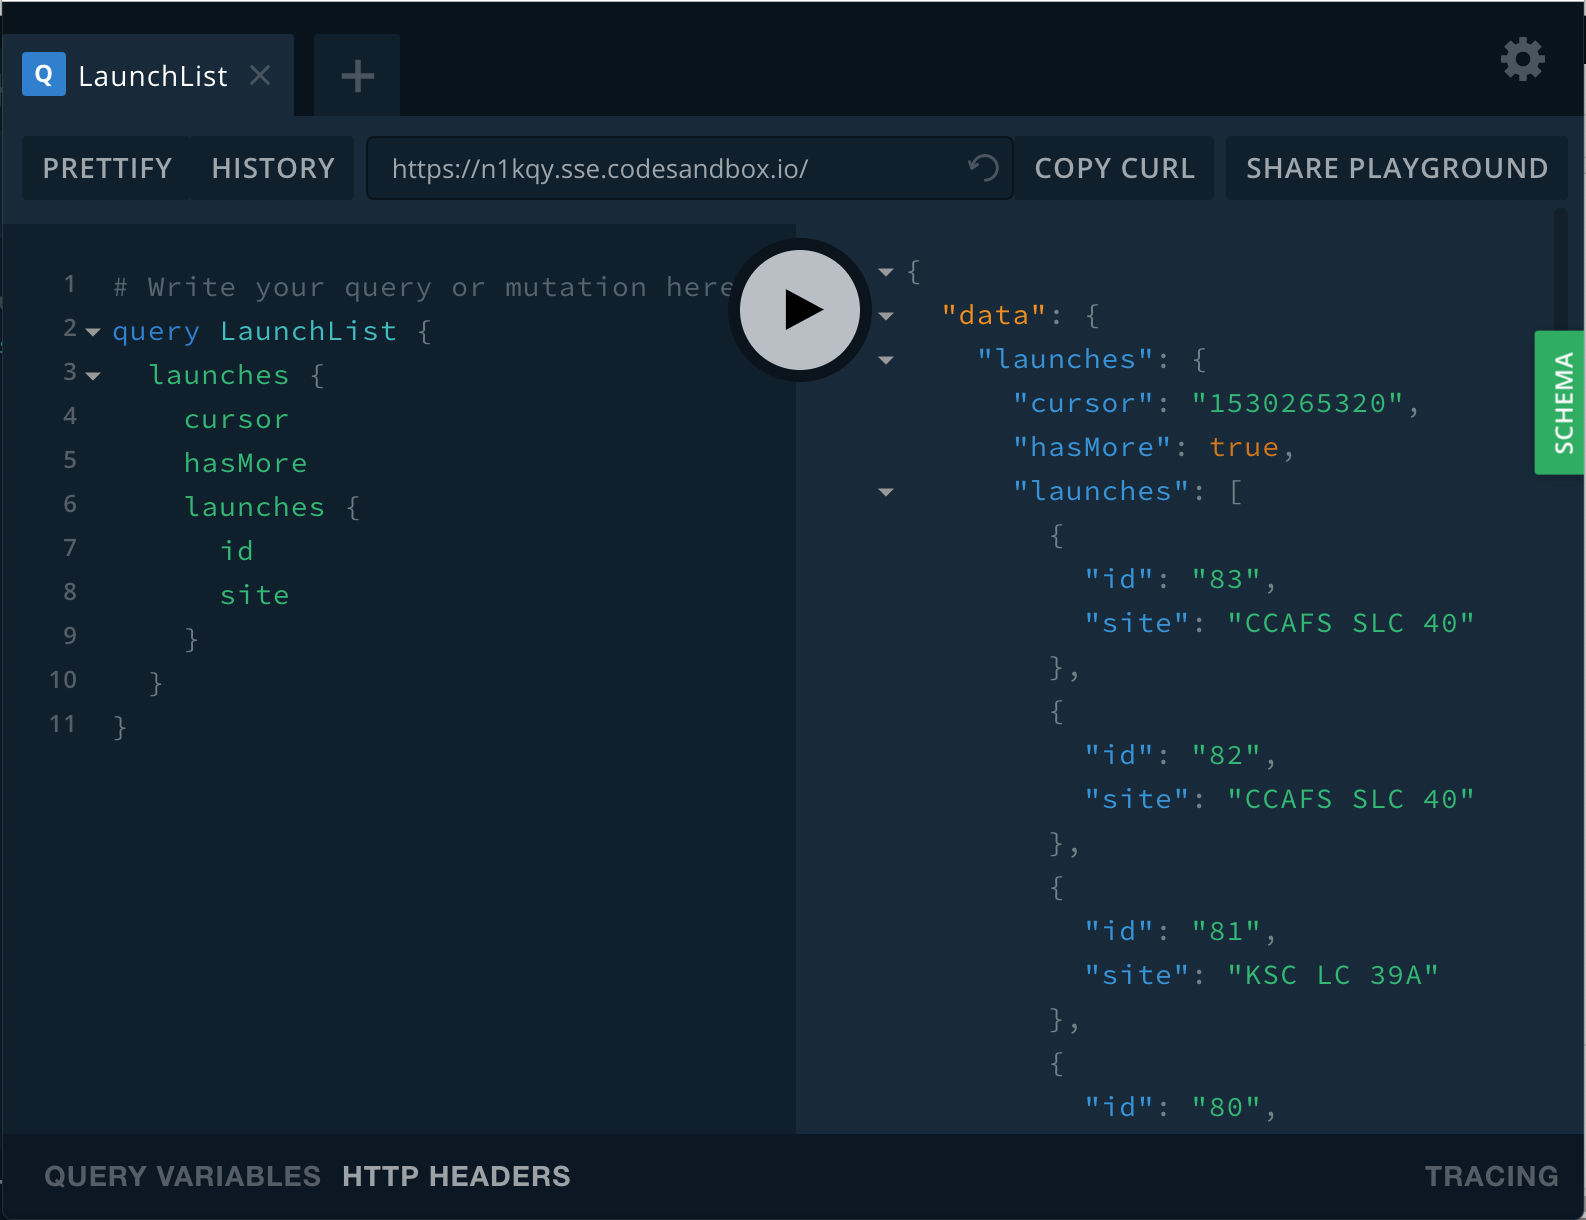 Q LaunchList
PRETTIFY HISTORY https://n1kqy.sse.codesandbox.io/ COPY CURL SHARE PLAYGROUND
1 # Write your query or mutation here
2 query LaunchList {
3 launches {
4 cursor
5 hasMore
6 launches {
7 id
8 site
9 }
10 }
11 }
{
"data": {
"launches": {
"cursor": "1530265320",
"hasMore": true,
"launches": [
{
"id": "83",
"site": "CCAFS SLC 40"
},
{
"id": "82",
"site": "CCAFS SLC 40"
},
{
"id": "81",
"site": "KSC LC 39A"
},
{
"id": "80",
SCHEMA
QUERY VARIABLES HTTP HEADERS TRACING